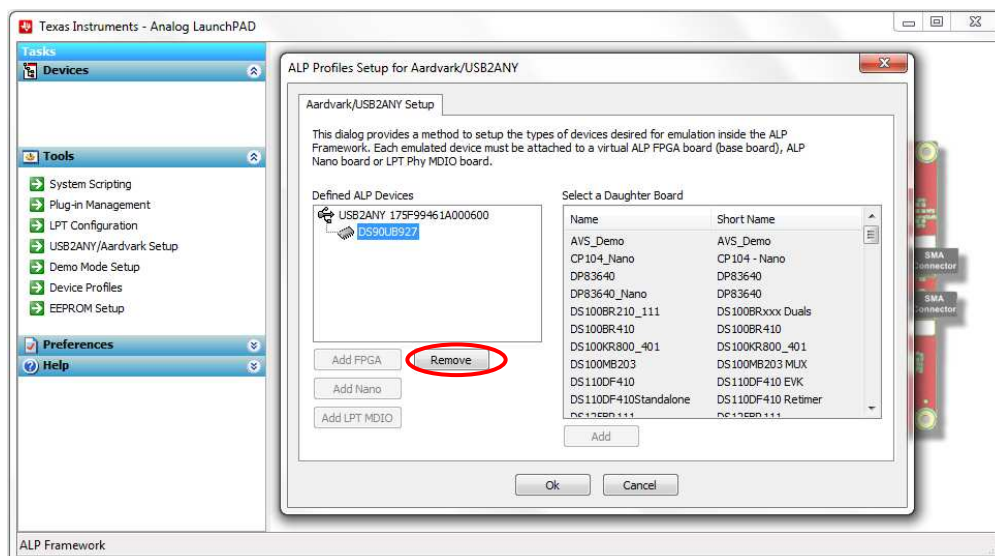 Texas Instruments - Analog LaunchPAD
Tasks
Devices
Tools
System Scripting
Plug-in Management
LPT Configuration
USB2ANY/Aardvark Setup
Demo Mode Setup
Device Profiles
EEPROM Setup
Preferences
Help
ALP Profiles Setup for Aardvark/USB2ANY
Aardvark/USB2ANY Setup
This dialog provides a method to setup the types of devices desired for emulation inside the ALP
Framework. Each emulated device must be attached to a virtual ALP FPGA board (base board), ALP
Nano board or LPT Phy MDIO board.
Defined ALP Devices
USB2ANY 175F99461A000600
DS90UB927
Add FPGA Remove
Add Nano
Add LPT MDIO
Select a Daughter Board
Name Short Name
AVS_Demo AVS_Demo
CP104_Nano CP104 - Nano
DP83640 DP83640
DP83640_Nano DP83640
DS100BR210_111 DS100BRxxx Duals
DS100BR410 DS100BR410
DS100KR800_401 DS100KR800_401
DS100MB203 DS100MB203 MUX
DS110DF410 DS110DF410 EVK
DS110DF410Standalone DS110DF410 Retimer
Add
Ok Cancel
SMA
Connector
SMA
Connector
ALP Framework